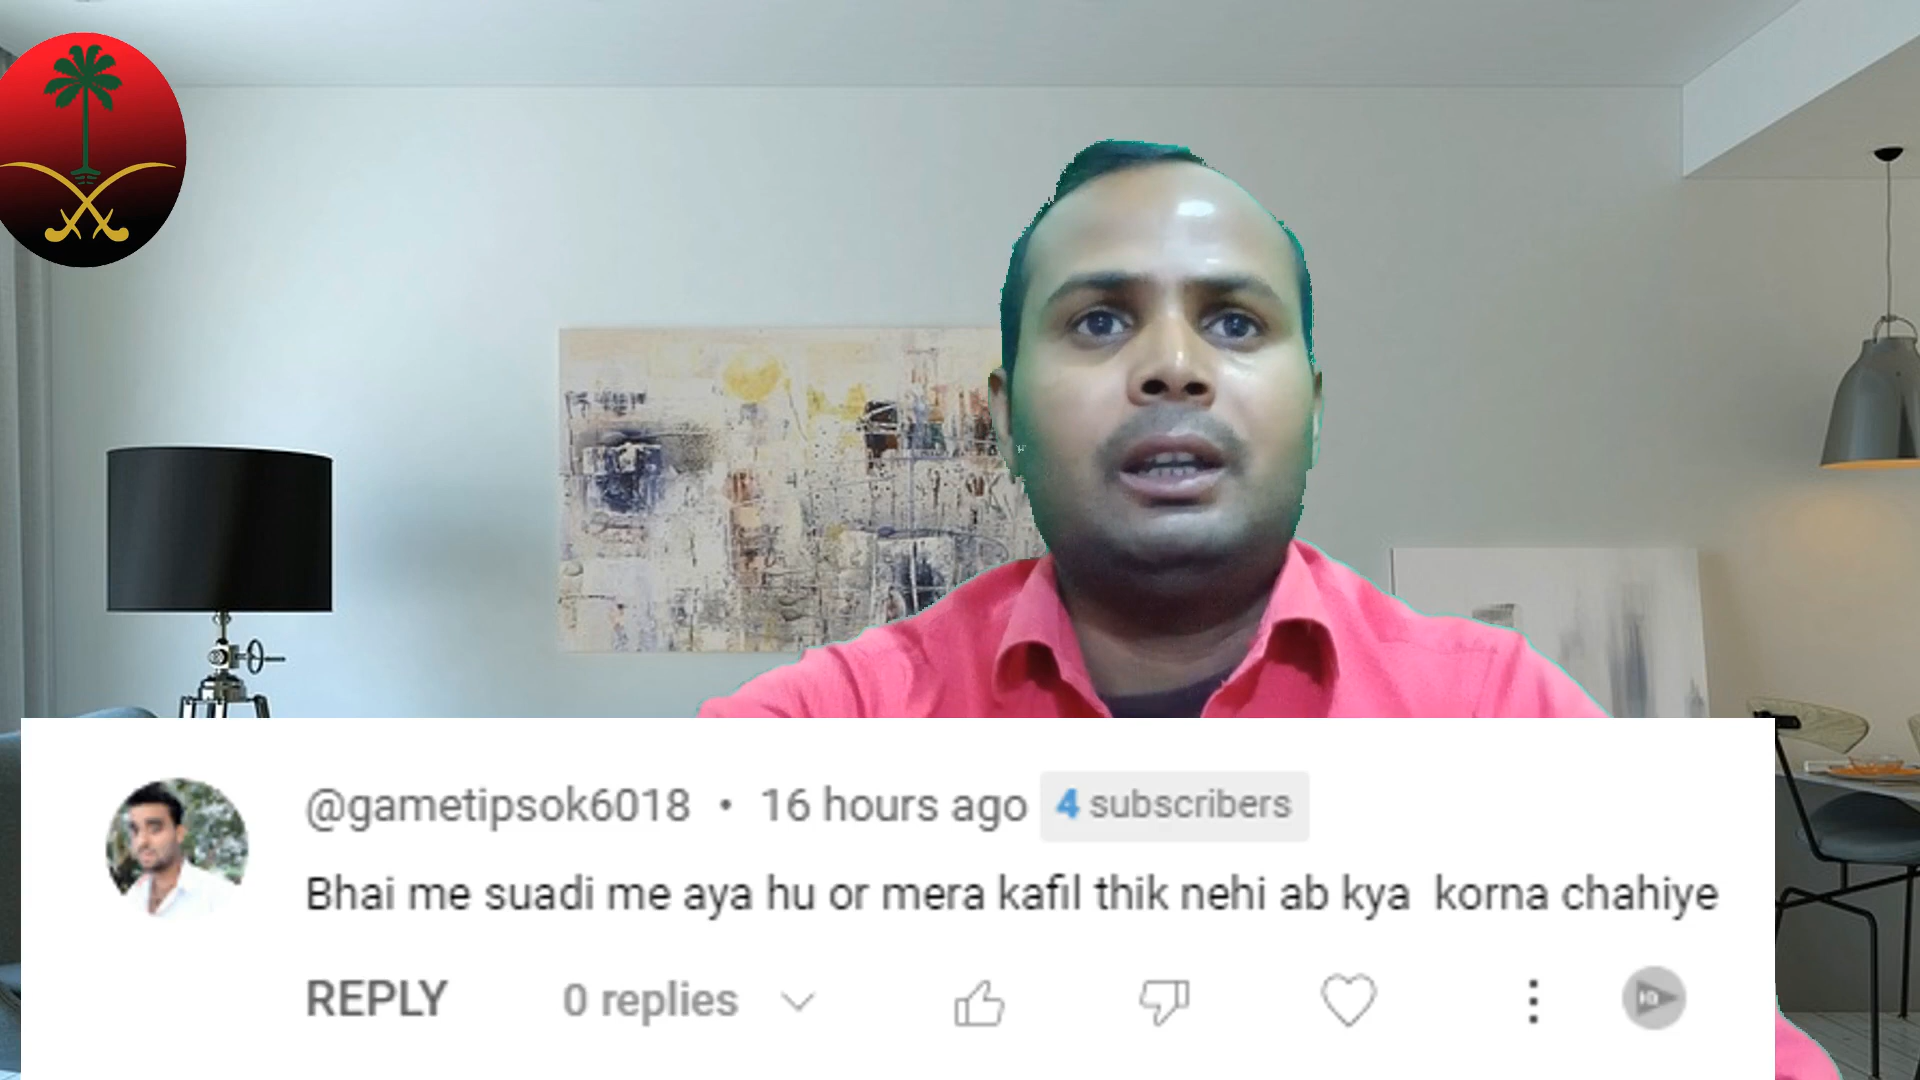 @gametipsok6018 • 16 hours ago 4 subscribers
Bhai me suadi me aya hu or mera kafil thik nehi ab kya korna chahiye
REPLY 0 replies